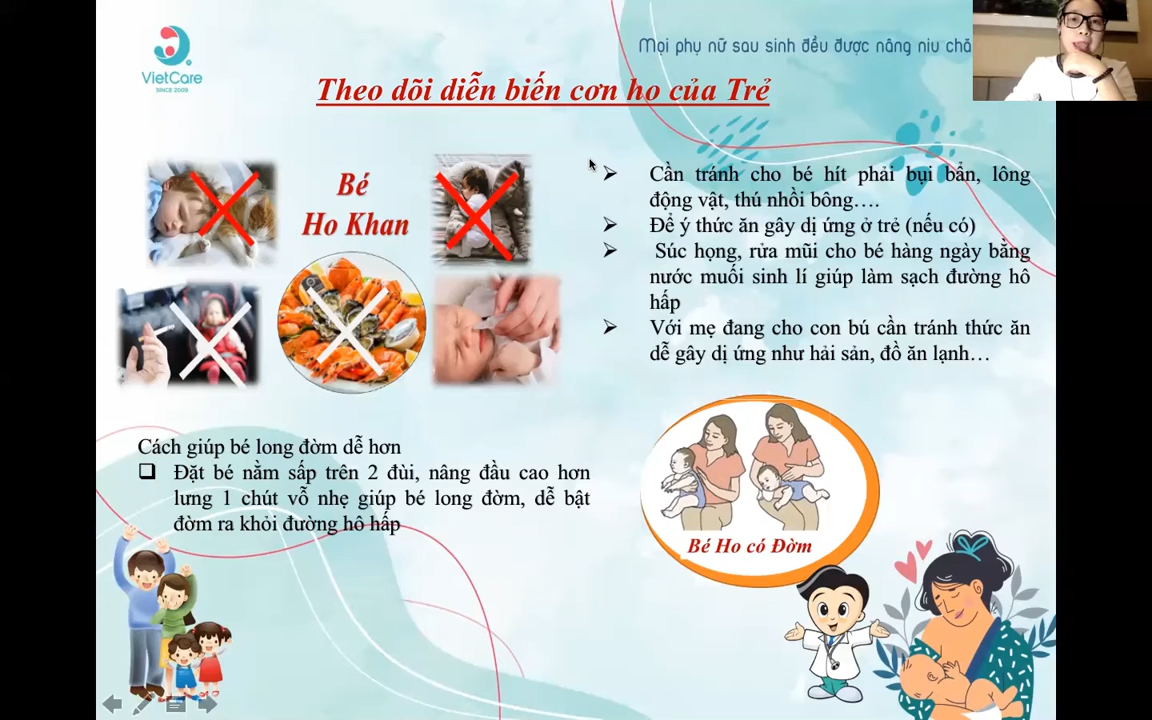 VietCare
SINCE 2008
Mọi phụ nữ sau sinh đều được nâng niu chă
Theo dõi diễn biến cơn ho của Trẻ
Bé
Ho Khan
Cần tránh cho bé hít phải bụi bẩn, lông
động vật, thú nhồi bông….
Để ý thức ăn gây dị ứng ở trẻ (nếu có)
Súc họng, rửa mũi cho bé hàng ngày bằng
nước muối sinh lí giúp làm sạch đường hô
hấp
Với mẹ đang cho con bú cần tránh thức ăn
dễ gây dị ứng như hải sản, đồ ăn lạnh…
Cách giúp bé long đờm dễ hơn
Đặt bé nằm sấp trên 2 đùi, nâng đầu cao hơn
lưng 1 chút vỗ nhẹ giúp bé long đờm, dễ bật
đờm ra khỏi đường hô hấp
Bé Ho có Đờm